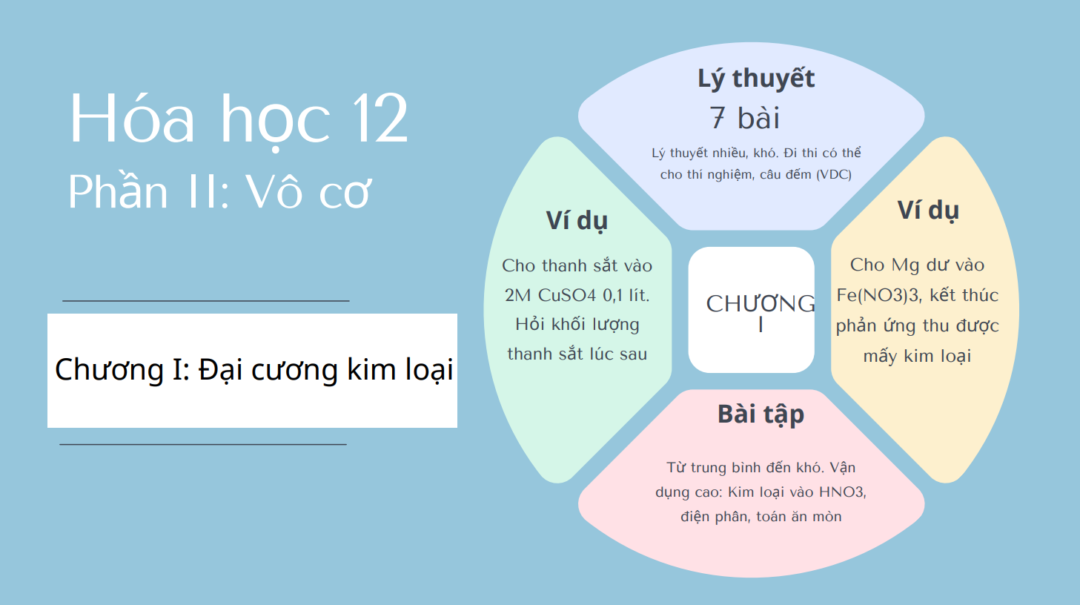 Hóa học 12
Phần II: Vô cơ
Chương I: Đại cương kim loại
Lý thuyết
7 bài
Lý thuyết nhiều, khó. Đi thi có thể
cho thí nghiệm, câu đếm (VDC)
Ví dụ
Cho thanh sắt vào
2M CuSO4 0,1 lít.
Hỏi khối lượng
thanh sắt lúc sau
CHƯƠNG
I
Ví dụ
Cho Mg dư vào
Fe(NO3)3, kết thúc
phản ứng thu được
mấy kim loại
Bài tập
Từ trung bình đến khó. Vận
dụng cao: Kim loại vào HNO3,
điện phân, toán ăn mòn